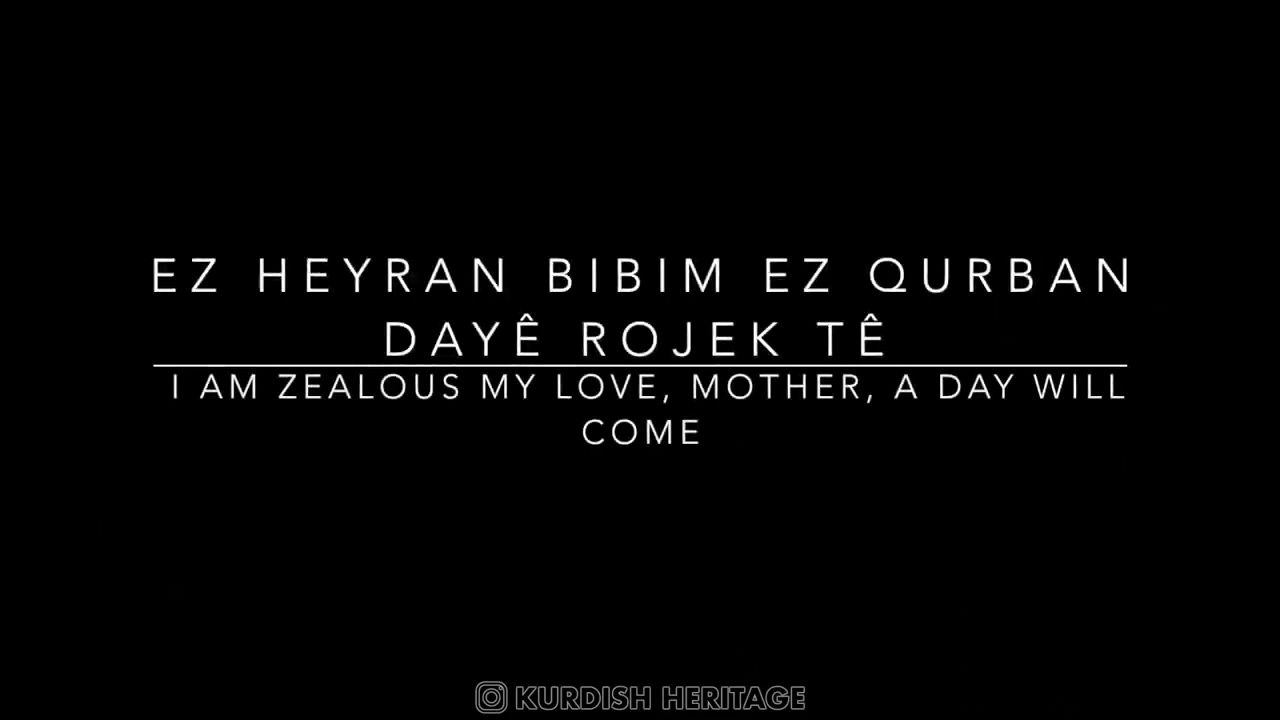 EZ HEYRAN BIBIM EZ QURBAN
DAYÊ ROJEK TÊ
I AM ZEALOUS MY LOVE, MOTHER, A DAY WILL
COME
KURDISH HERITAGE